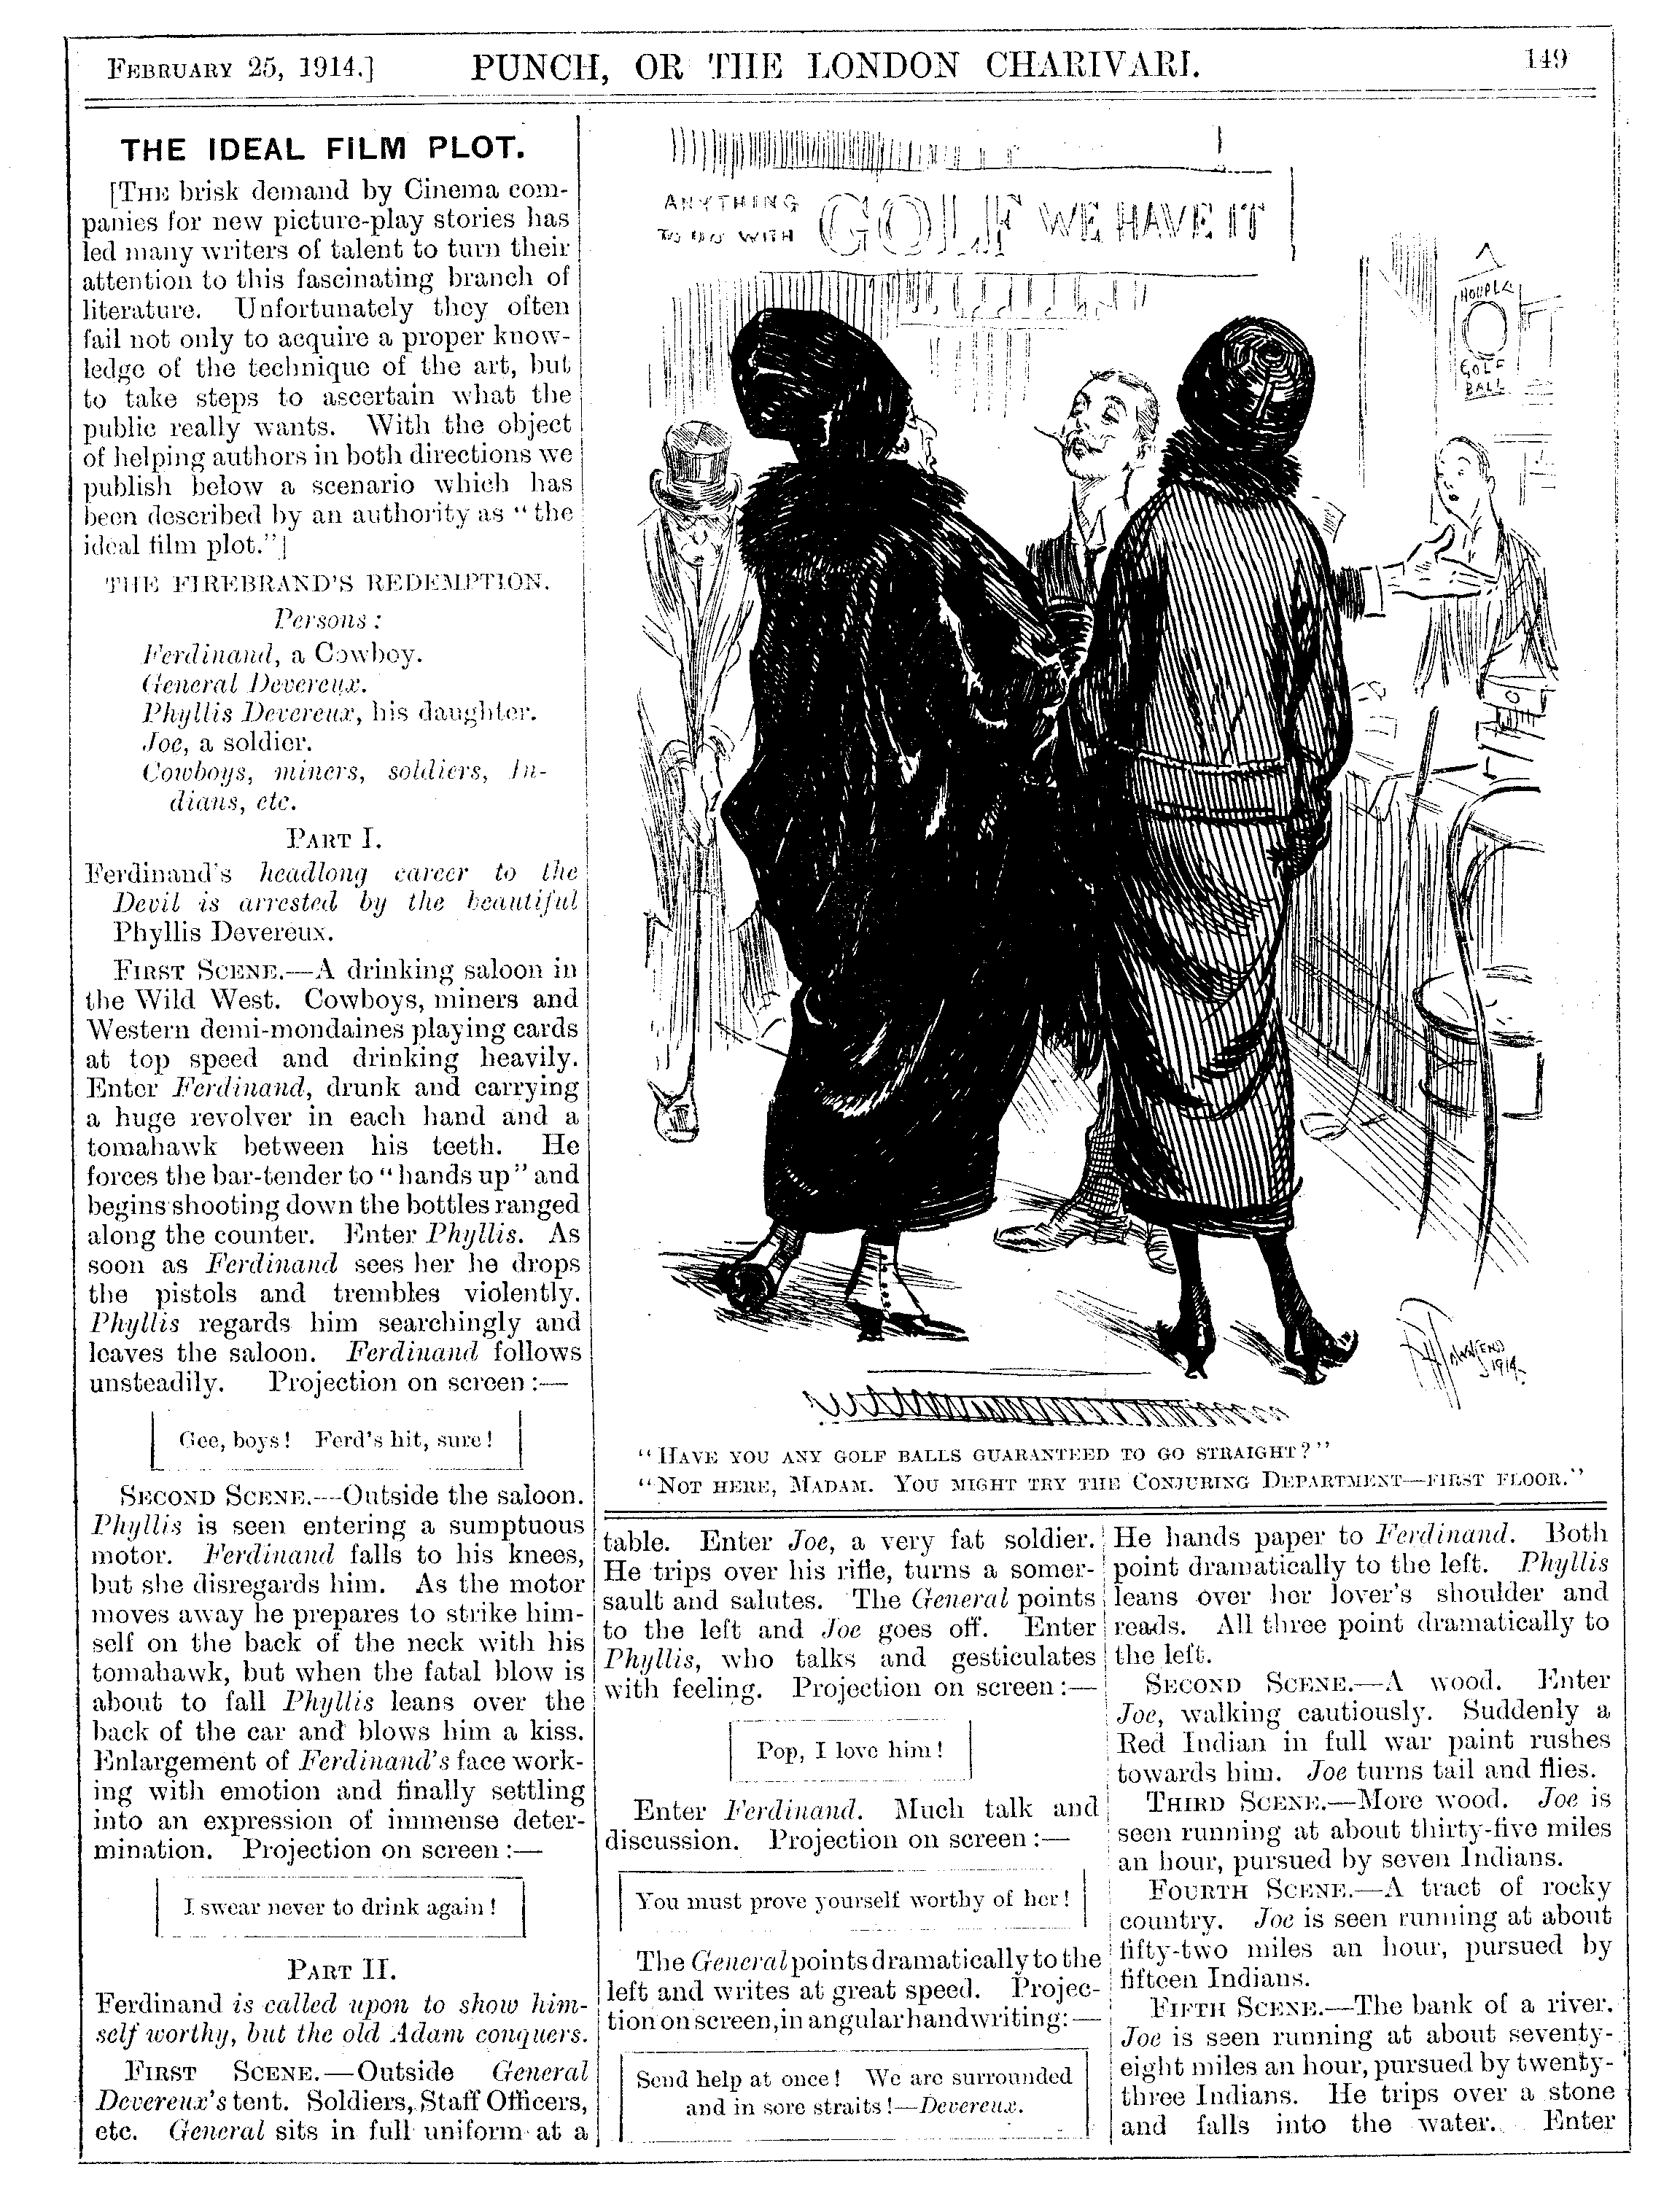 FEBRUARY 25, 1914.] PUNCH, OR THE LONDON CHARIVARI. 149
THE IDEAL FILM PLOT.
[THE brisk demand by Cinema com-
panies for new picture-play stories has
led many writers of talent to turn their
attention to this fascinating branch of
literature. Unfortunately they often
fail not only to acquire a proper know-
ledge of the technique of the art, but
to take steps to ascertain what the
public really wants. With the object
of helping authors in both directions we
publish below a scenario which has
been described by an authority as "the
ideal film plot."]
THE FIREBRAND'S REDEMPTION.
Persons:
Ferdinand, a Cowboy.
General Devereux.
Phyllis Devereux, his daughter.
Joe, a soldier.
Cowboys, miners, soldiers, In-
dians, etc.
PART I.
Ferdinand's headlong career to the
Devil is arrested by the beautiful
Phyllis Devereux.
FIRST SCENE.—A drinking saloon in
the Wild West. Cowboys, miners and
Western demi-mondaines playing cards
at top speed and drinking heavily.
Enter Ferdinand, drunk and carrying
a huge revolver in each hand and a
tomahawk between his teeth. He
forces the bar-tender to "hands up" and
begins shooting down the bottles ranged
along the counter. Enter Phyllis. As
soon as Ferdinand sees her he drops
the pistols and trembles violently.
Phyllis regards him searchingly and
leaves the saloon. Ferdinand follows
unsteadily. Projection on screen:—
Gee, boys! Ferd's hit, sure!
SECOND SCENE.—Outside the saloon.
Phyllis is seen entering a sumptuous
motor. Ferdinand falls to his knees,
but she disregards him. As the motor
moves away he prepares to strike him-
self on the back of the neck with his
tomahawk, but when the fatal blow is
about to fall Phyllis leans over the
back of the car and blows him a kiss.
Enlargement of Ferdinand's face work-
ing with emotion and finally settling
into an expression of immense deter-
mination. Projection on screen:—
I swear never to drink again!
PART II.
Ferdinand is called upon to show him-
self worthy, but the old Adam conquers.
FIRST SCENE.—Outside General
Devereux's tent. Soldiers, Staff Officers,
etc. General sits in full uniform at a
ANYTHING
TO DO WITH GOLF WE HAVE IT
HOUPLA
GOLF
BALL
TOWNSEND
1914
"HAVE YOU ANY GOLF BALLS GUARANTEED TO GO STRAIGHT?"
"NOT HERE, MADAM. YOU MIGHT TRY THE CONJURING DEPARTMENT—FIRST FLOOR."
table. Enter Joe, a very fat soldier.
He trips over his rifle, turns a somer-
sault and salutes. The General points
to the left and Joe goes off. Enter
Phyllis, who talks and gesticulates
with feeling. Projection on screen:—
Pop, I love him!
Enter Ferdinand. Much talk and
discussion. Projection on screen:—
You must prove yourself worthy of her!
The General points dramatically to the
left and writes at great speed. Projec-
tion on screen, in angular handwriting:—
Send help at once! We are surrounded
and in sore straits!—Devereux.
He hands paper to Ferdinand. Both
point dramatically to the left. Phyllis
leans over her lover's shoulder and
reads. All three point dramatically to
the left.
SECOND SCENE.—A wood. Enter
Joe, walking cautiously. Suddenly a
Red Indian in full war paint rushes
towards him. Joe turns tail and flies.
THIRD SCENE.—More wood. Joe is
seen running at about thirty-five miles
an hour, pursued by seven Indians.
FOURTH SCENE.—A tract of rocky
country. Joe is seen running at about
fifty-two miles an hour, pursued by
fifteen Indians.
FIFTH SCENE.—The bank of a river.
Joe is seen running at about seventy-
eight miles an hour, pursued by twenty-
three Indians. He trips over a stone
and falls into the water. Enter